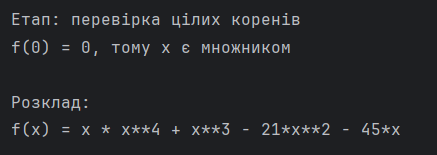 Етап: перевірка цілих коренів
f(0) = 0, тому x є множником
Розклад:
f(x) = x * x**4 + x**3 - 21*x**2 - 45*x